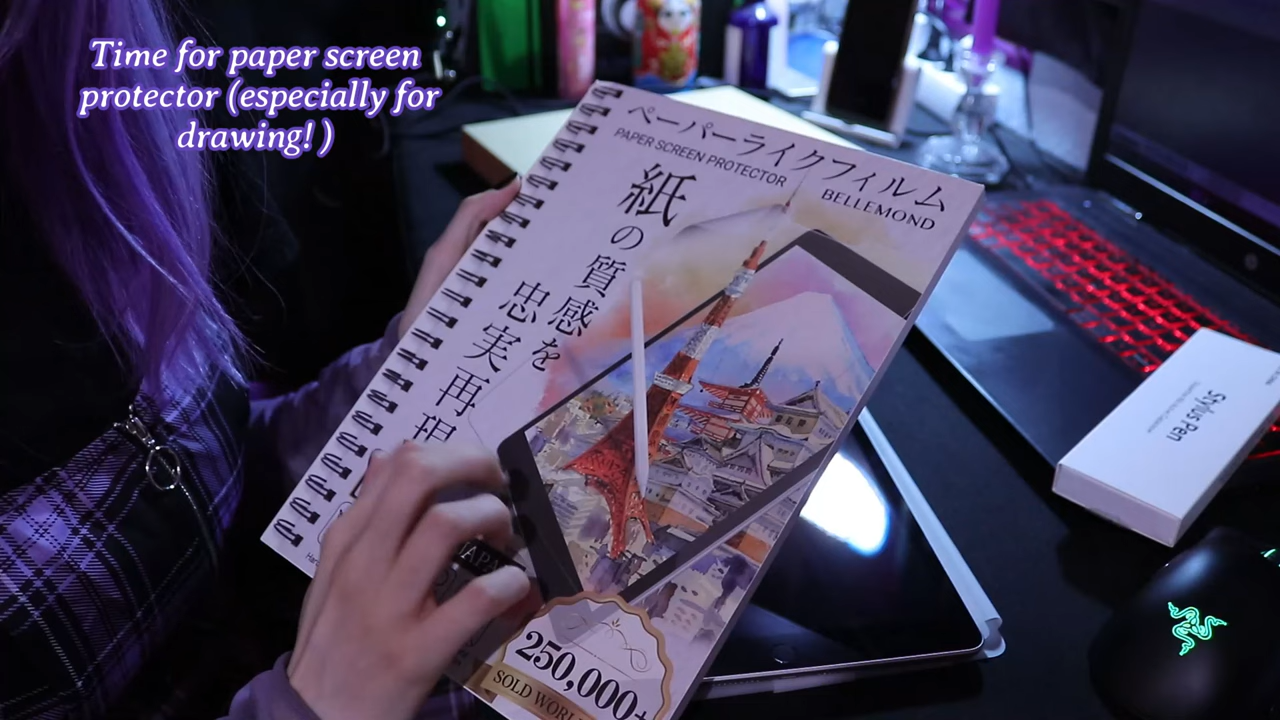 Time for paper screen
protector (especially for
drawing! )
ペーパーライクフィルム
PAPER SCREEN PROTECTOR
BELLEMOND
紙の質感を
忠実再現
250,000+
SOLD
Stylus Pen